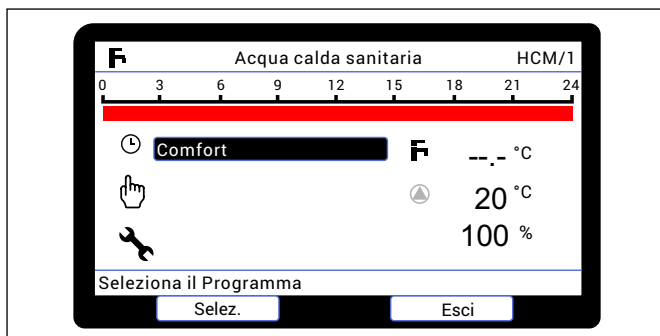 Acqua calda sanitaria HCM/1
0 3 6 9 12 15 18 21 24
Comfort --.- °C
20 °C
100 %
Seleziona il Programma
Selez. Esci